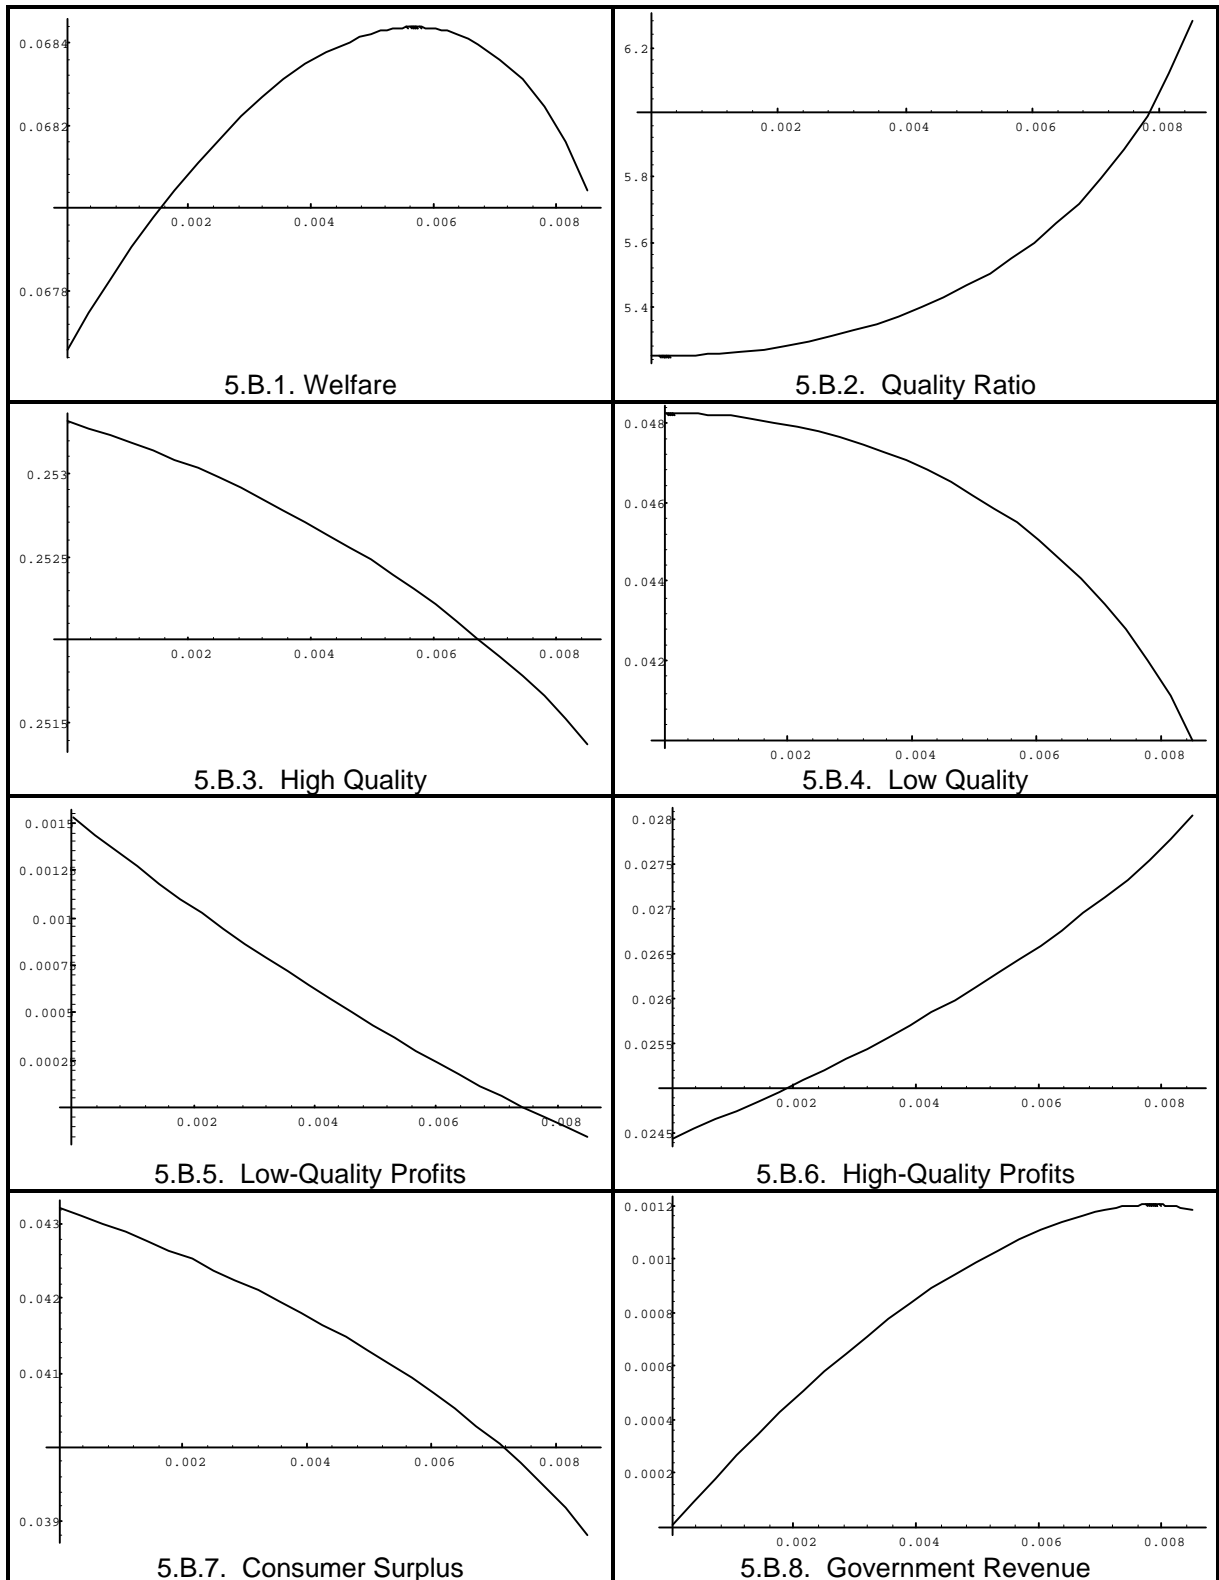 0.0684
0.0682
0.002 0.004 0.006 0.008
0.0678
5.B.1. Welfare
6.2
0.002 0.004 0.006 0.008
5.8
5.6
5.4
5.B.2. Quality Ratio
0.253
0.2525
0.002 0.004 0.006 0.008
0.2515
5.B.3. High Quality
0.048
0.046
0.044
0.042
0.002 0.004 0.006 0.008
5.B.4. Low Quality
0.0015
0.00125
0.001
0.00075
0.0005
0.00025
0.002 0.004 0.006 0.008
5.B.5. Low-Quality Profits
0.028
0.0275
0.027
0.0265
0.026
0.0255
0.002 0.004 0.006 0.008
0.0245
5.B.6. High-Quality Profits
0.043
0.042
0.041
0.002 0.004 0.006 0.008
0.039
5.B.7. Consumer Surplus
0.0012
0.001
0.0008
0.0006
0.0004
0.0002
0.002 0.004 0.006 0.008
5.B.8. Government Revenue